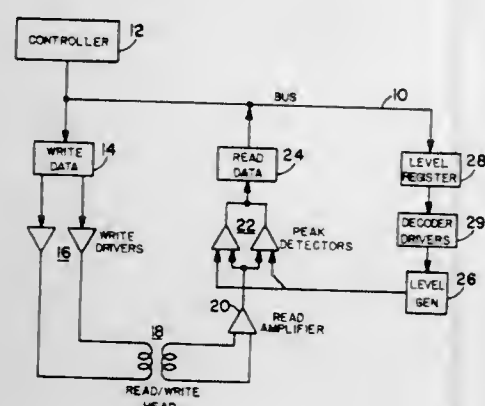 CONTROLLER
12
BUS
10
WRITE DATA
14
READ DATA
24
LEVEL REGISTER
28
DECODER DRIVERS
29
LEVEL GEN
26
22
PEAK DETECTORS
16
WRITE DRIVERS
20
READ AMPLIFIER
18
READ/WRITE
HEAD